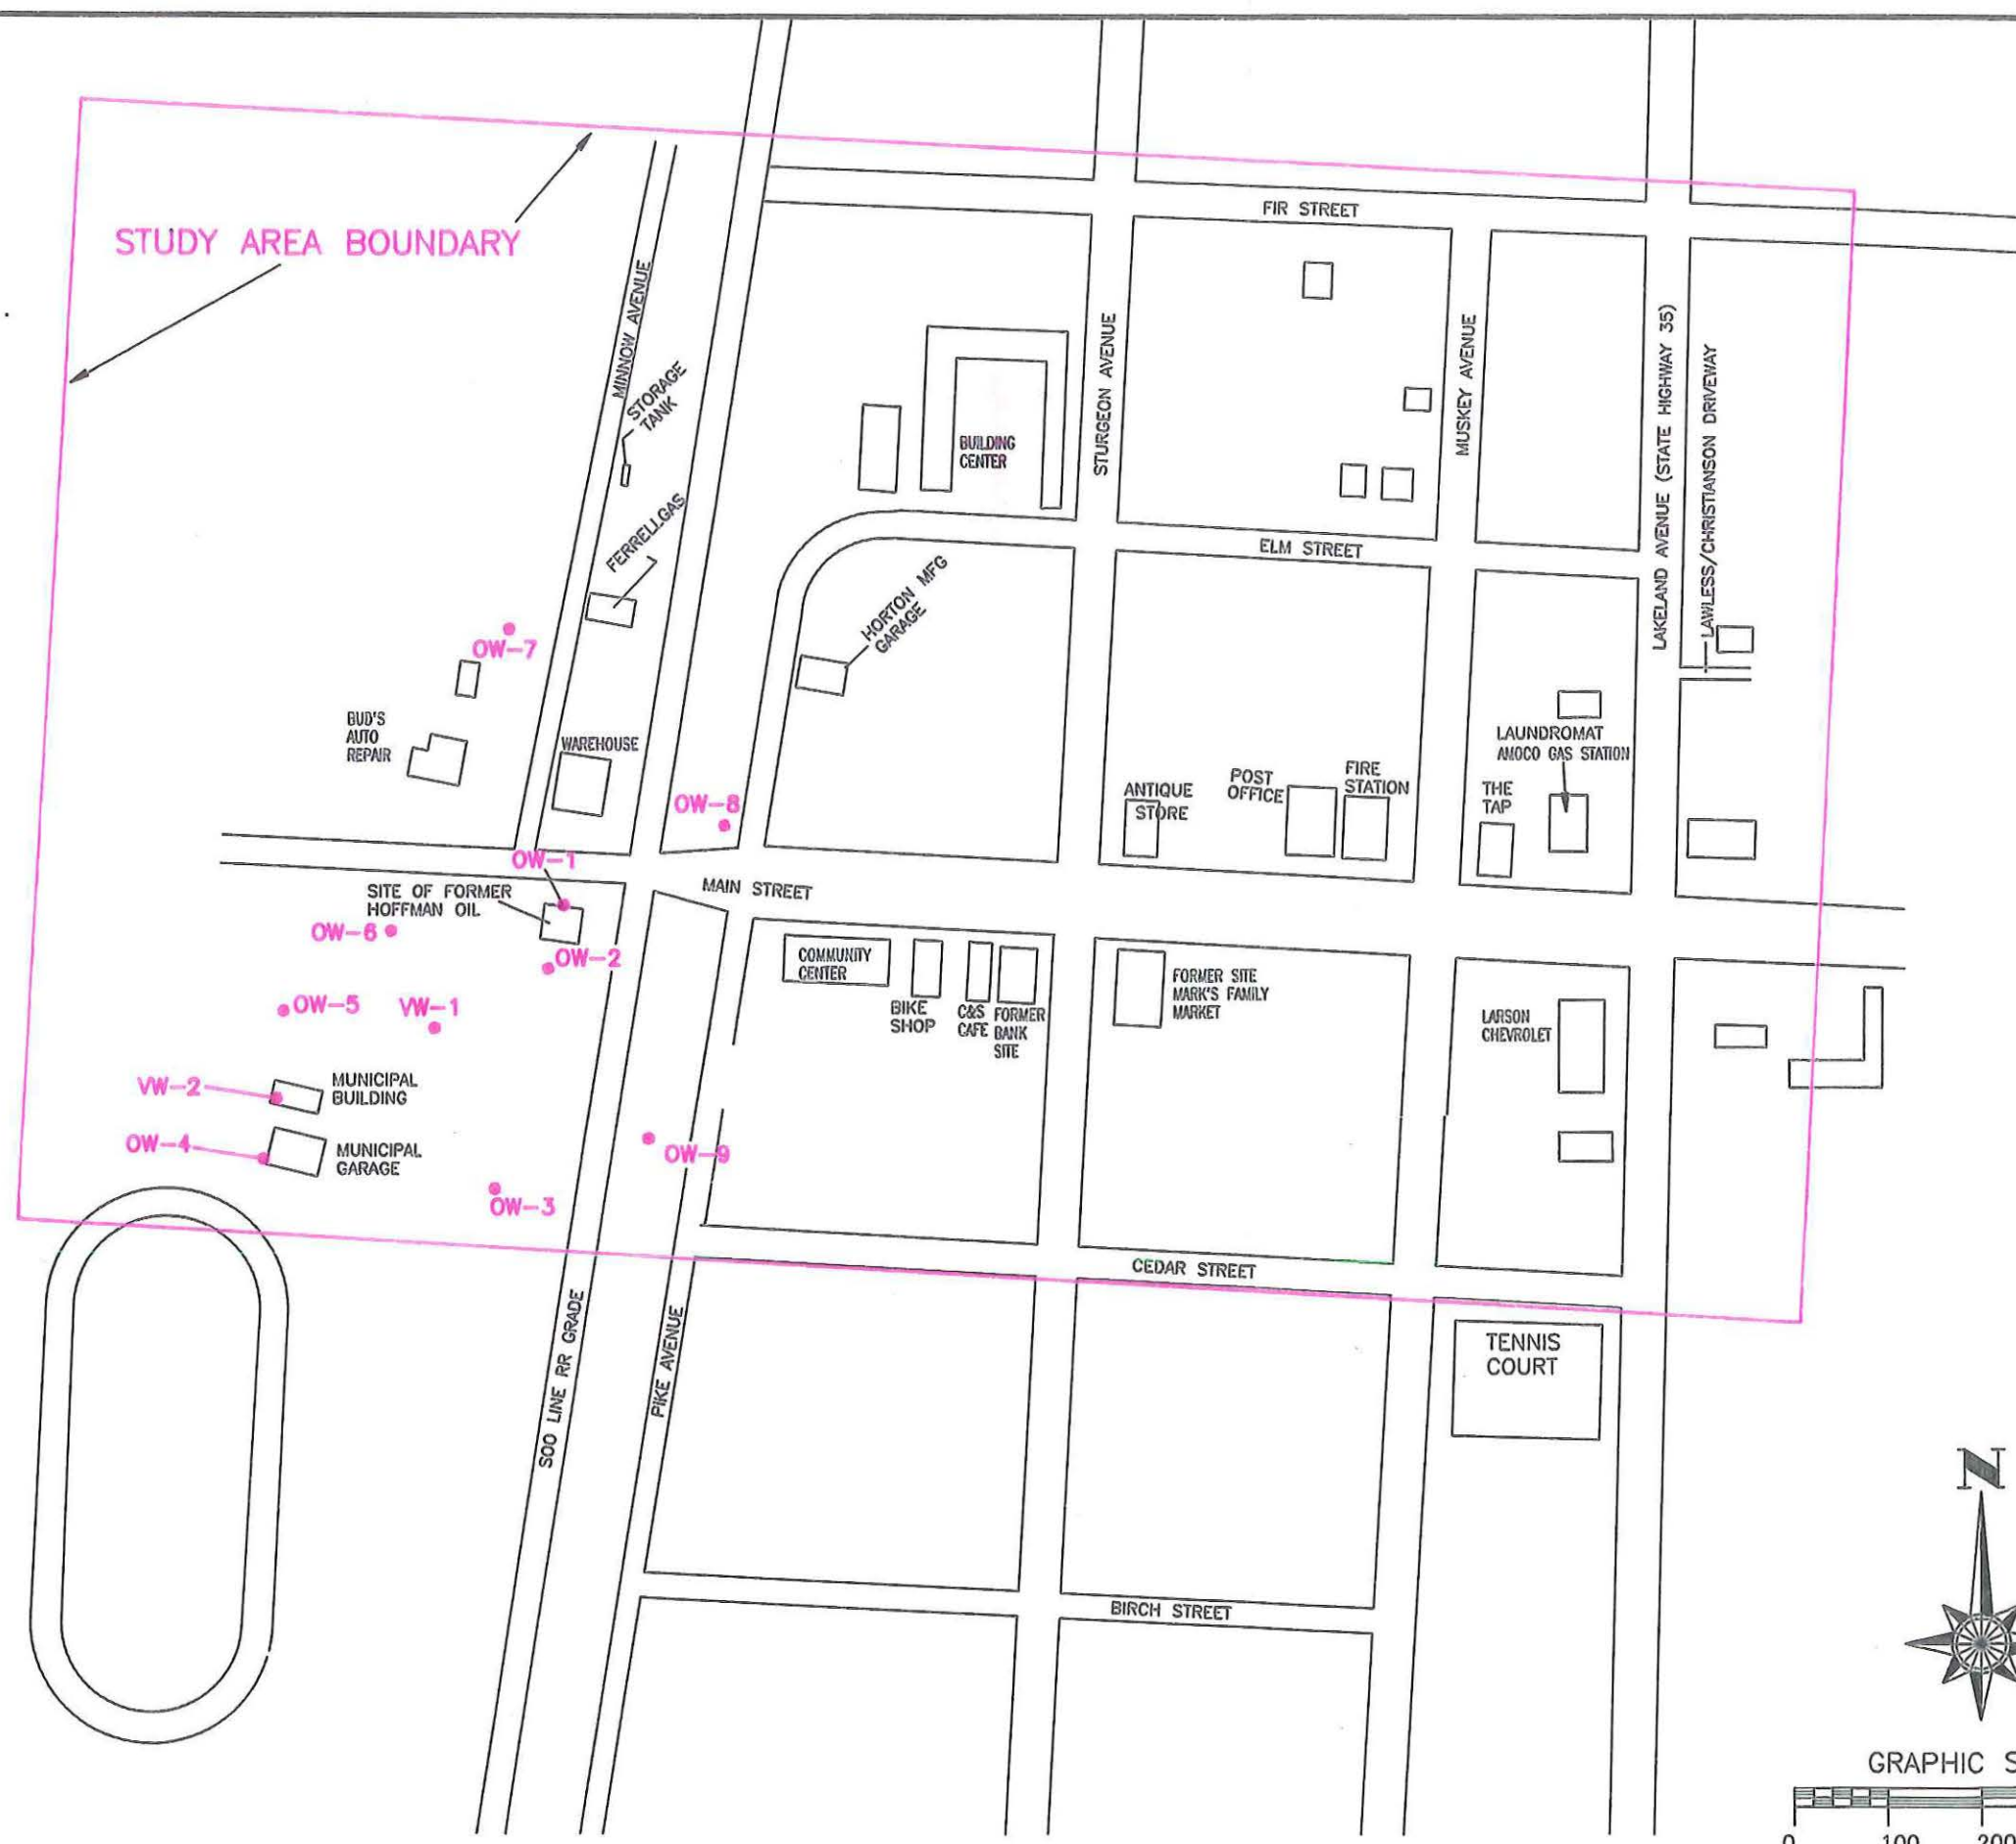 FIR STREET
STUDY AREA BOUNDARY
MINNOW AVENUE
STORAGE
TANK
BUILDING
CENTER
STURGEON AVENUE
MUSKEY AVENUE
LAKELAND AVENUE (STATE HIGHWAY 35)
LAWLESS/CHRISTIANSON DRIVEWAY
FERRELLGAS
ELM STREET
HORTON MFG
GARAGE
OW-7
BUD'S
AUTO
REPAIR
WAREHOUSE
LAUNDROMAT
AMOCO GAS STATION
ANTIQUE
STORE
POST
OFFICE
FIRE
STATION
THE
TAP
OW-8
OW-1
SITE OF FORMER
HOFFMAN OIL
MAIN STREET
OW-6
OW-2
COMMUNITY
CENTER
BIKE
SHOP
C&S
CAFE
FORMER
BANK
SITE
FORMER SITE
MARK'S FAMILY
MARKET
LARSON
CHEVROLET
OW-5
VW-1
VW-2
MUNICIPAL
BUILDING
OW-4
MUNICIPAL
GARAGE
OW-9
OW-3
CEDAR STREET
SOO LINE RR GRADE
PIKE AVENUE
TENNIS
COURT
N
BIRCH STREET
GRAPHIC S
0 100 200